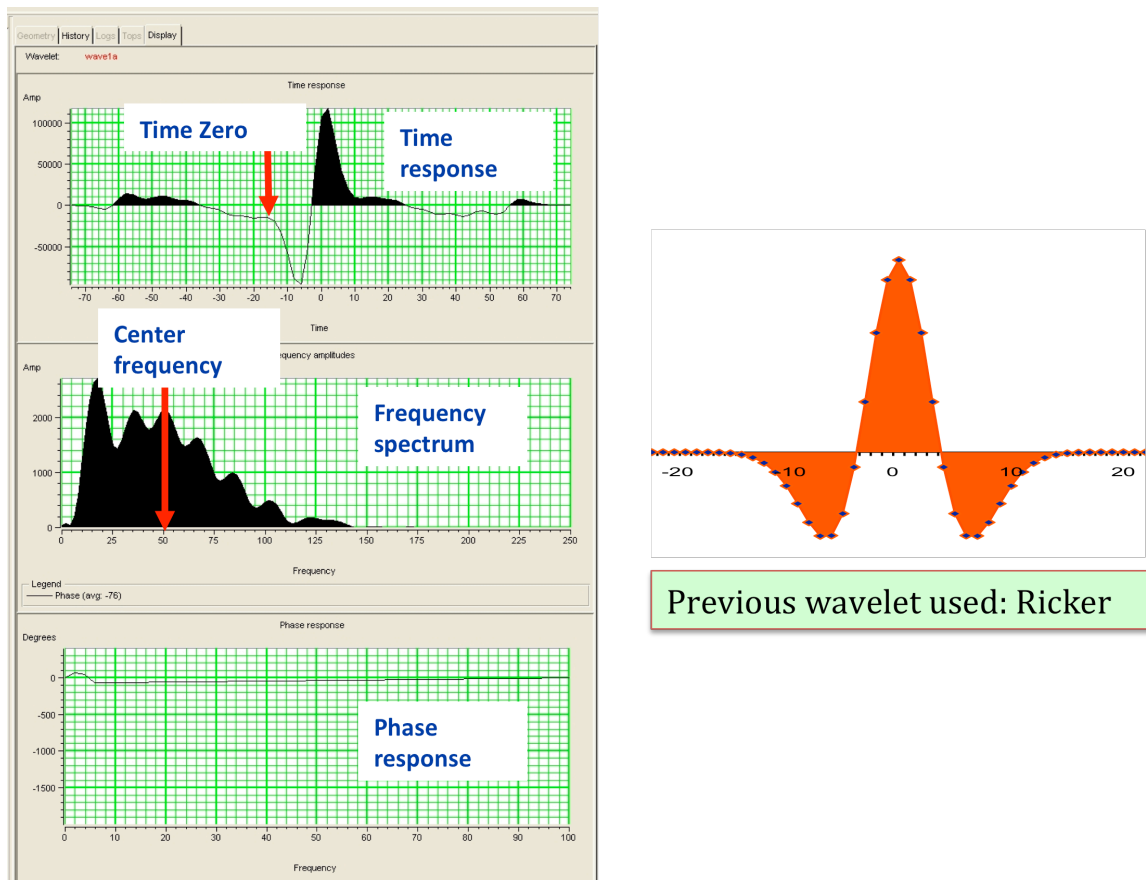 Geometry History Logs Tops Display
Wavelet: wave1a
Time response
Amp
Time Zero
Time
response
100000
50000
0
-50000
-70 -60 -50 -40 -30 -20 -10 0 10 20 30 40 50 60 70
Time
Center
frequency
equency amplitudes
Amp
Frequency
spectrum
2000
1000
0
0 25 50 75 100 125 150 175 200 225 250
Frequency
Legend
Phase (avg: -76)
Phase response
Degrees
0
-500
-1000
-1500
Phase
response
0 10 20 30 40 50 60 70 80 90 100
Frequency
-20 -10 0 10 20
Previous wavelet used: Ricker